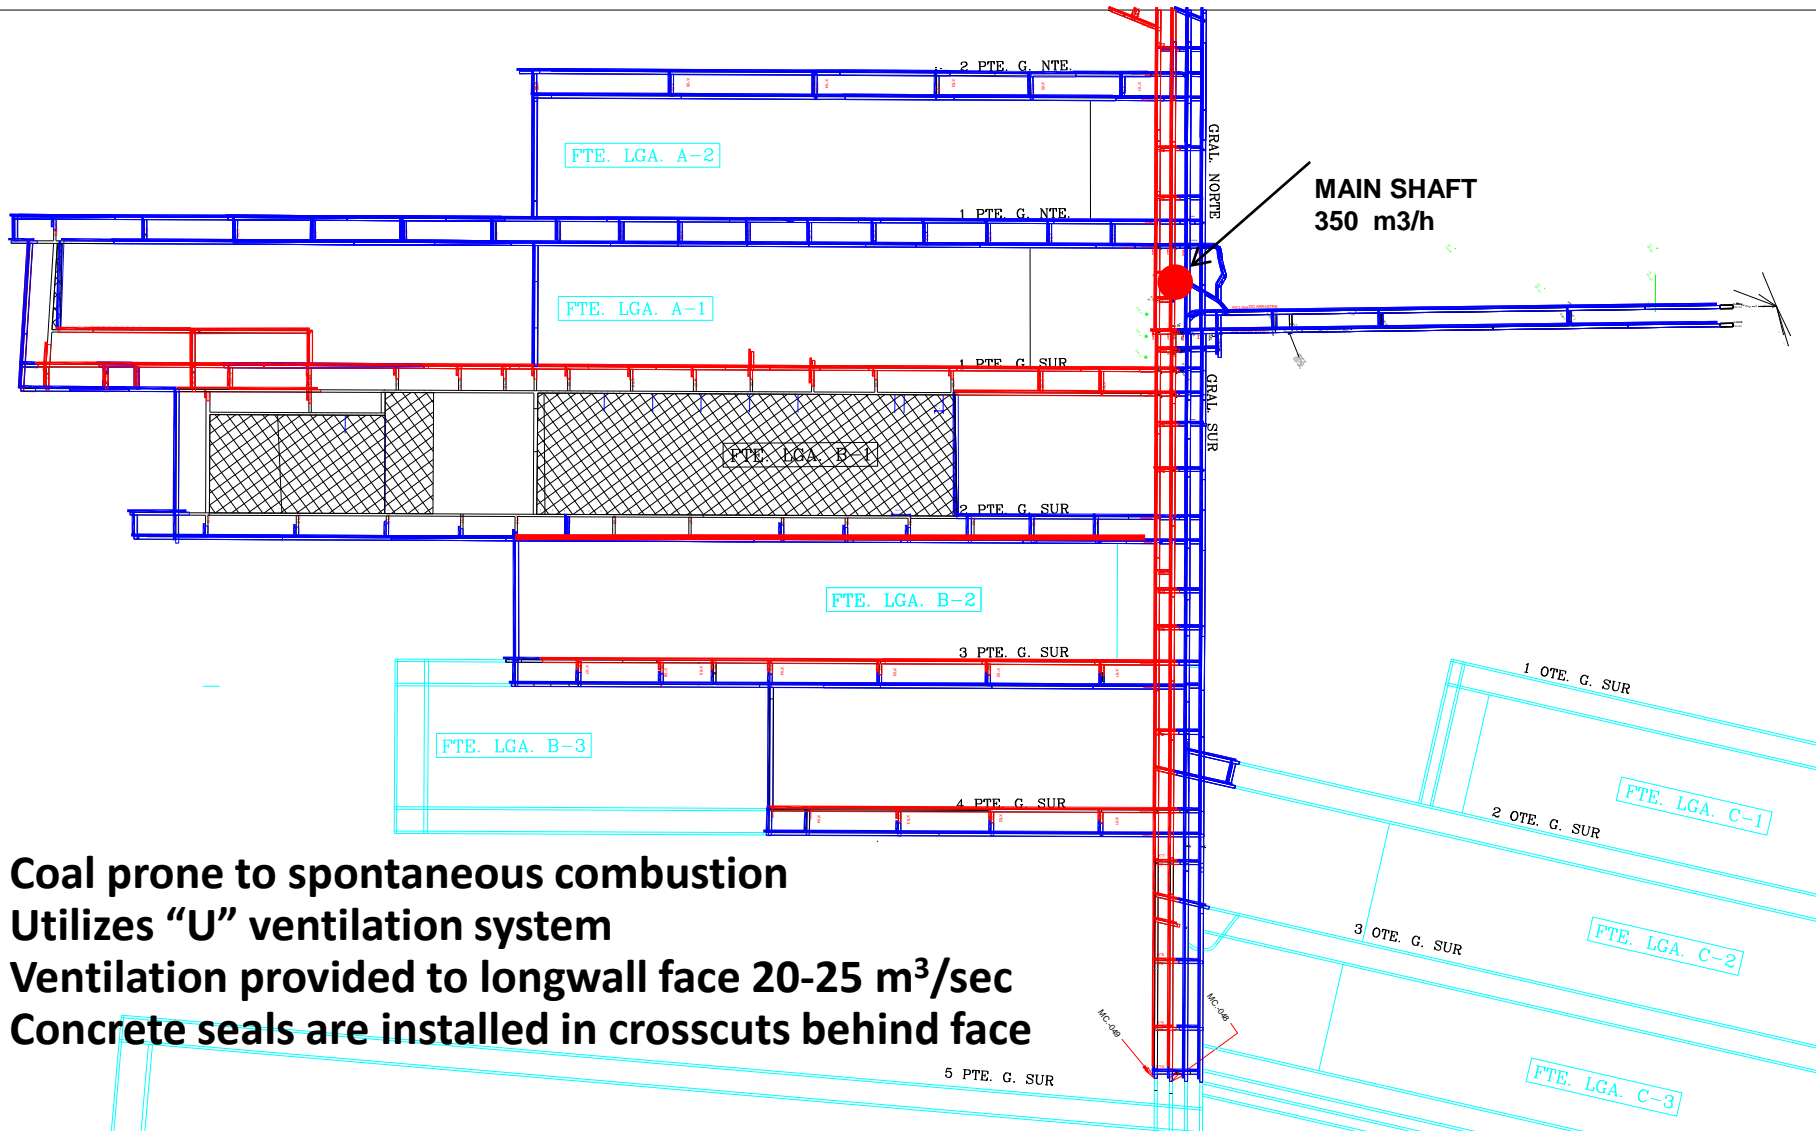 2 PTE. G. NTE.
FTE. LGA. A-2
GRAL. NORTE
MAIN SHAFT
350 m3/h
1 PTE. G. NTE.
FTE. LGA. A-1
1 PTE. G. SUR
GRAL. SUR
FTE. LGA. B-1
2 PTE. G. SUR
FTE. LGA. B-2
3 PTE. G. SUR
1 OTE. G. SUR
FTE. LGA. B-3
FTE. LGA. C-1
4 PTE. G. SUR
2 OTE. G. SUR
Coal prone to spontaneous combustion
Utilizes “U” ventilation system
3 OTE. G. SUR
FTE. LGA. C-2
Ventilation provided to longwall face 20-25 m³/sec
Concrete seals are installed in crosscuts behind face
MC.-049
MC.-048
5 PTE. G. SUR
FTE. LGA. C-3